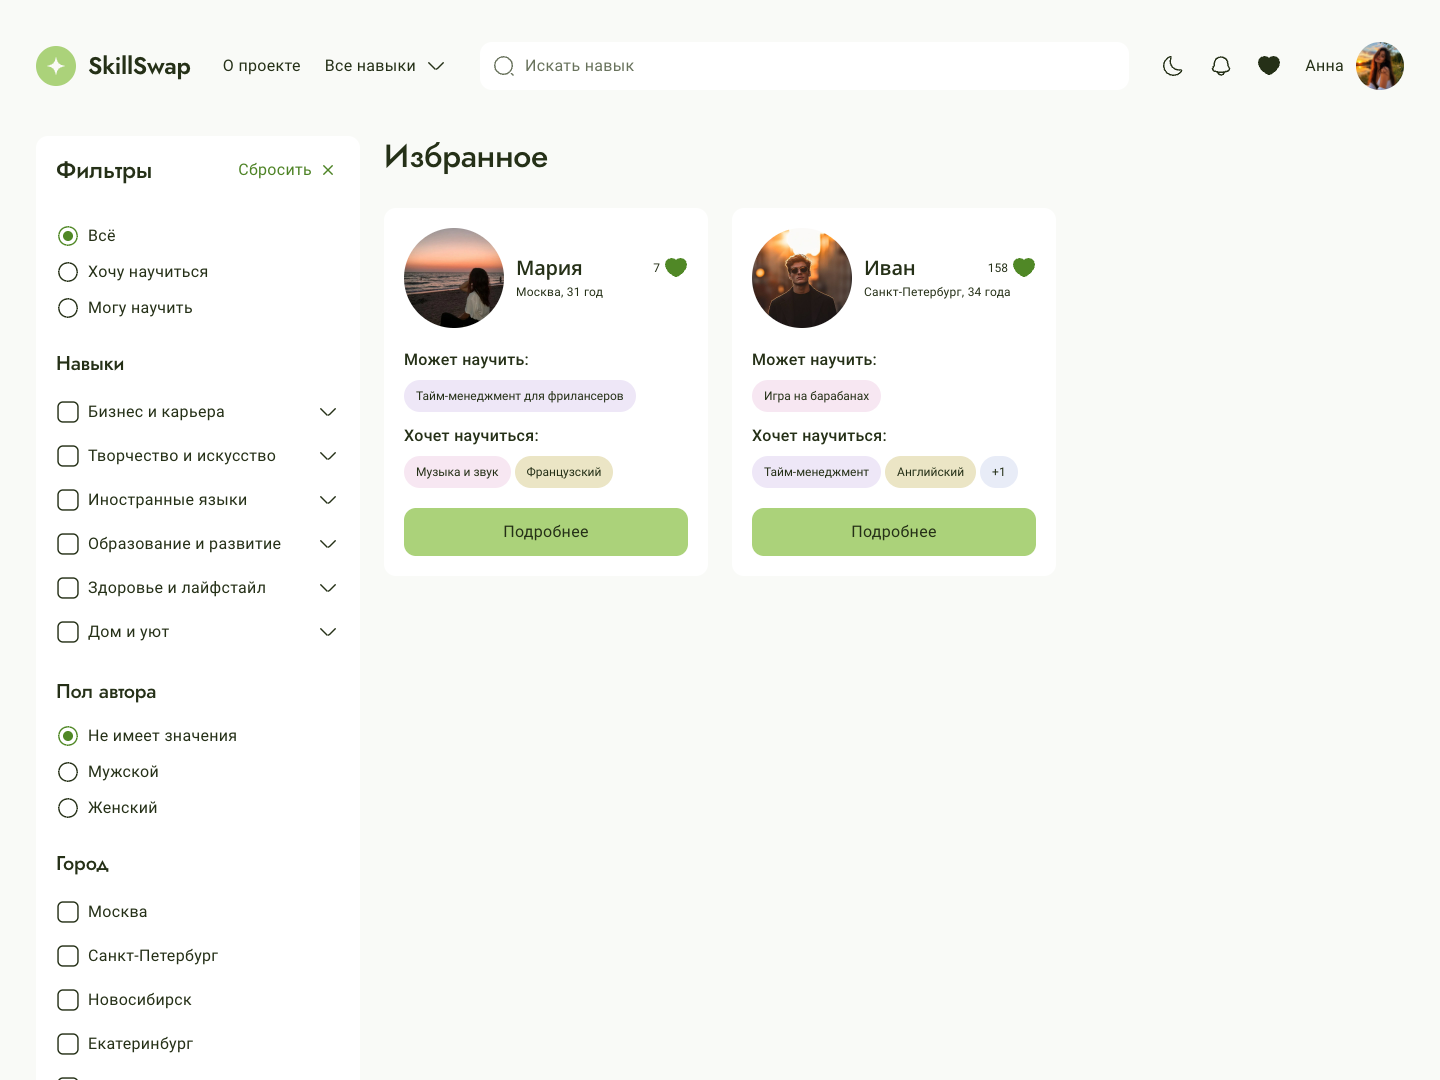 SkillSwap
О проекте
Все навыки
Искать навык
Анна
Фильтры
Сбросить
Всё
Хочу научиться
Могу научить
Навыки
Бизнес и карьера
Творчество и искусство
Иностранные языки
Образование и развитие
Здоровье и лайфстайл
Дом и уют
Пол автора
Не имеет значения
Мужской
Женский
Город
Москва
Санкт-Петербург
Новосибирск
Екатеринбург
Избранное
Мария
7
Москва, 31 год
Может научить:
Тайм-менеджмент для фрилансеров
Хочет научиться:
Музыка и звук
Французский
Подробнее
Иван
158
Санкт-Петербург, 34 года
Может научить:
Игра на барабанах
Хочет научиться:
Тайм-менеджмент
Английский
+1
Подробнее